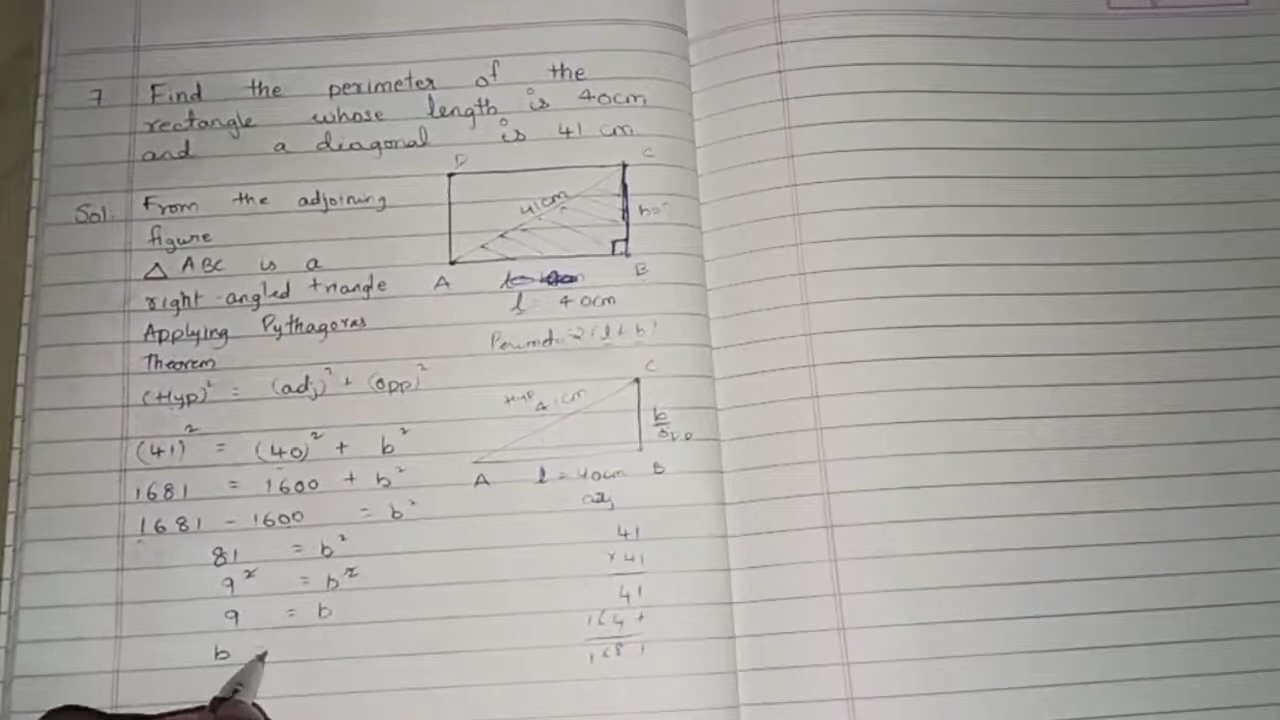 7 Find the perimeter of the
rectangle whose length is 40cm
and a diagonal is 41 cm
D C
Sol. From the adjoining
figure
41cm
△ ABC is a
right-angled triangle
A B
l = 40cm
Applying Pythagoras
Theorem
2(l+b)
(Hyp)² = (adj)² + (opp)²
C
Hyp 41cm
b
A l = 40cm B
adj
(41)² = (40)² + b²
1681 = 1600 + b²
1681 - 1600 = b²
81 = b²
9² = b²
9 = b
b
41
×41
41
164+
1681